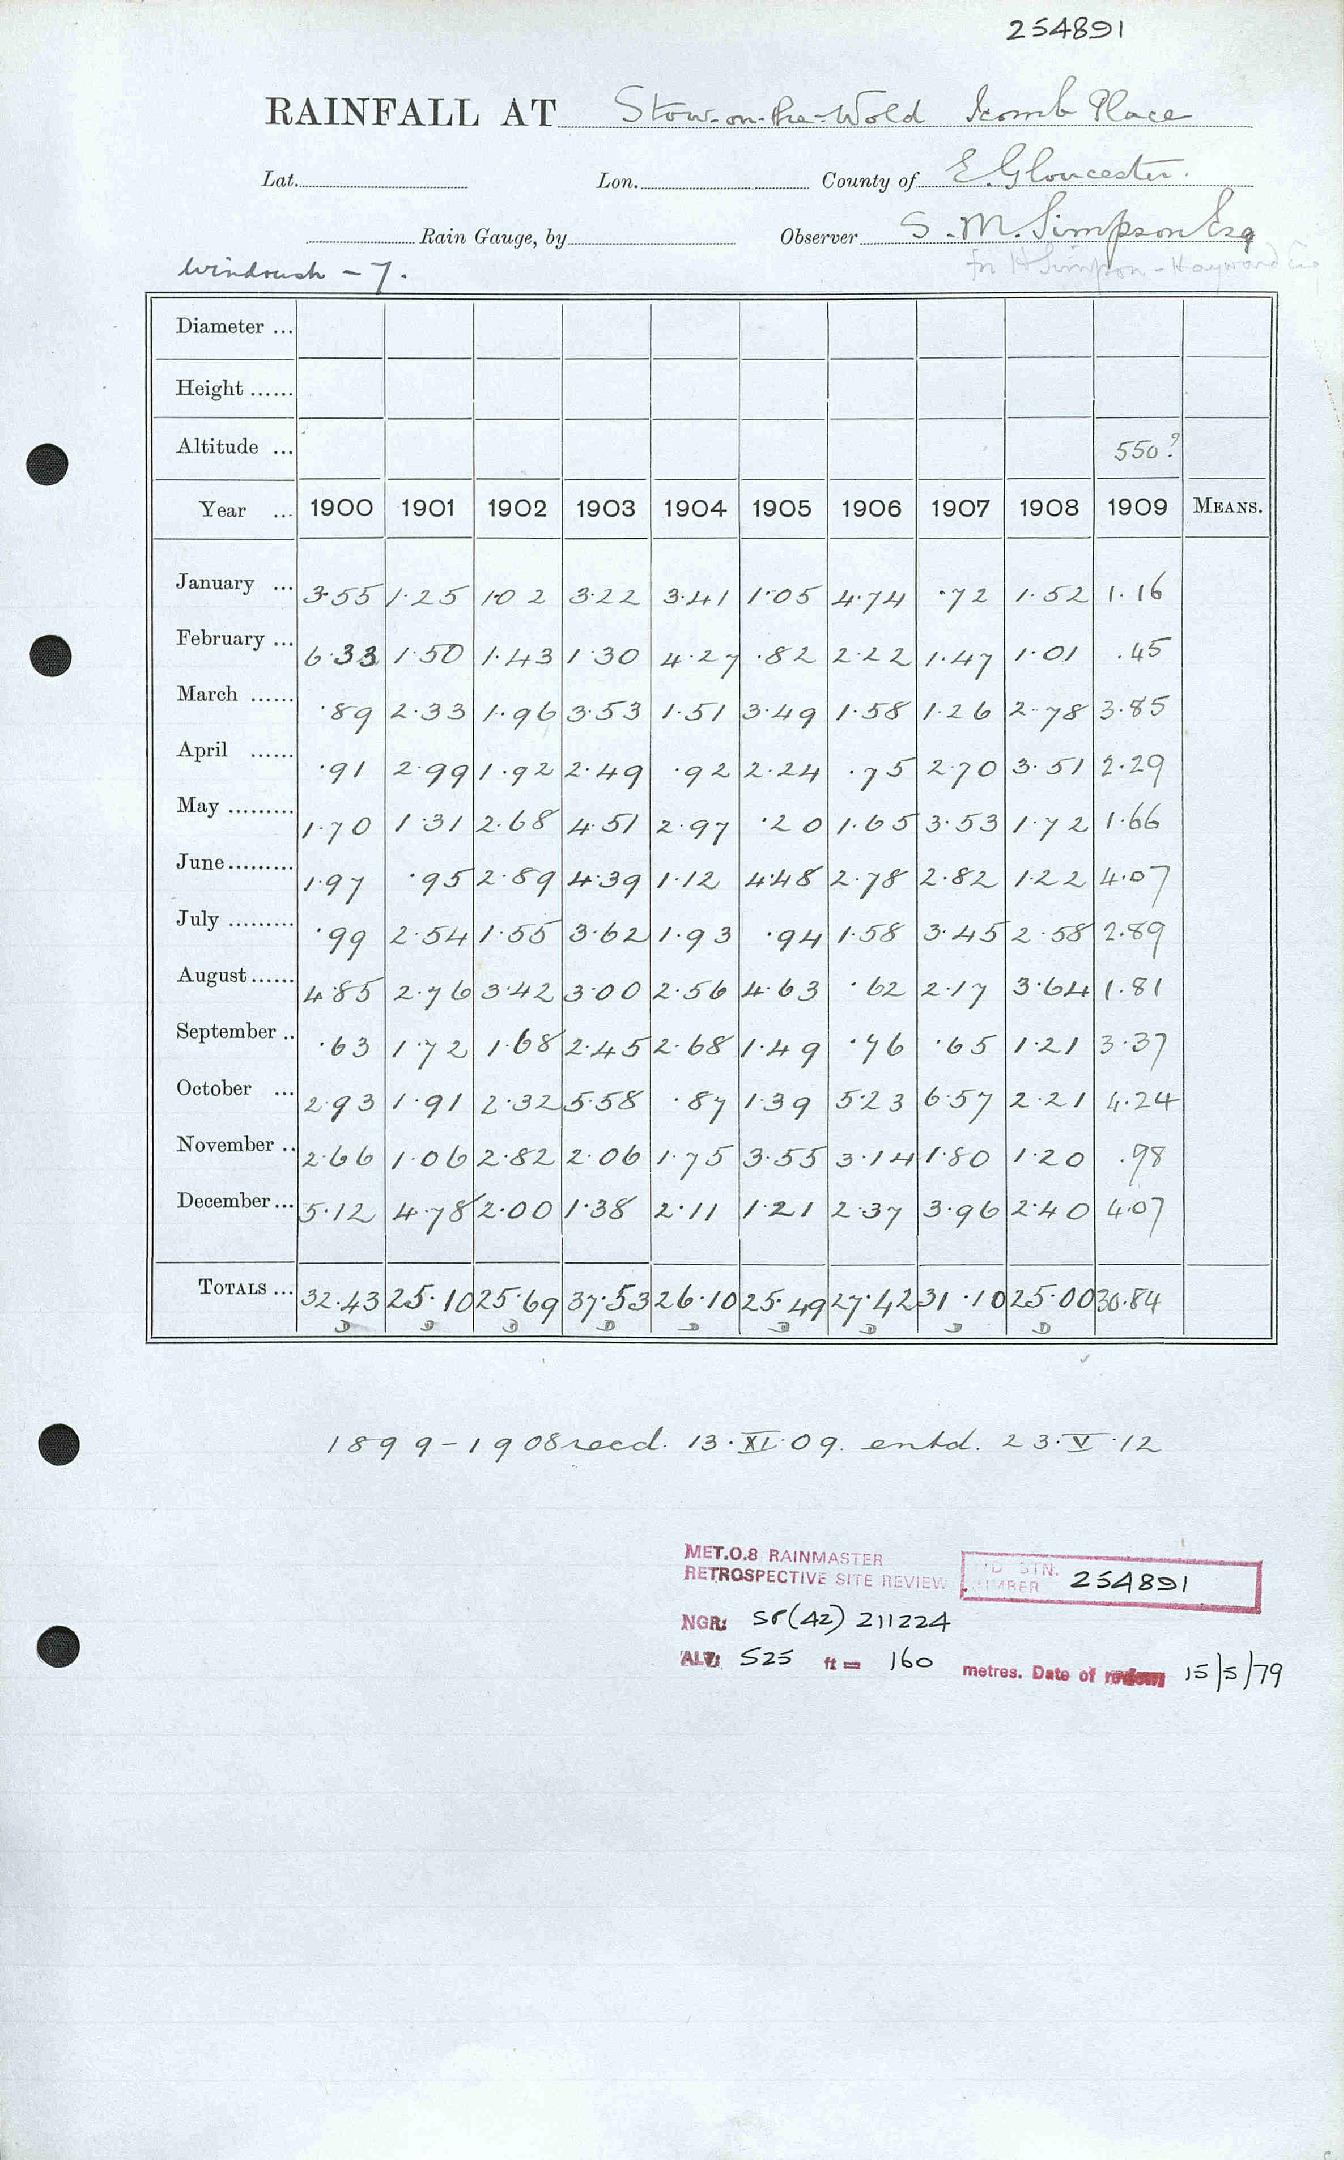 254891
RAINFALL AT Stow-on-the-Wold Icomb Place
Lat. Lon. County of E. Gloucester.
Rain Gauge, by Observer S. M. Simpson Esq
for H Simpson-Hayward Esq
Windrush - 7.
Diameter ...
Height ......
Altitude ... 550?
Year ... 1900 1901 1902 1903 1904 1905 1906 1907 1908 1909 MEANS.
January ... 3.55 1.25 1.02 3.22 3.41 1.05 4.74 .72 1.52 1.16
February ... 6.33 1.50 1.43 1.30 4.27 .82 2.22 1.47 1.01 .45
March ...... .89 2.33 1.96 3.53 1.51 3.49 1.58 1.26 2.78 3.85
April ...... .91 2.99 1.92 2.49 .92 2.24 .75 2.70 3.51 2.29
May ......... 1.70 1.31 2.68 4.51 2.97 .20 1.65 3.53 1.72 1.66
June ......... 1.97 .95 2.89 4.39 1.12 4.48 2.78 2.82 1.22 4.07
July ......... .99 2.54 1.55 3.62 1.93 .94 1.58 3.45 2.58 2.89
August ...... 4.85 2.76 3.42 3.00 2.56 4.63 .62 2.17 3.64 1.81
September .. .63 1.72 1.68 2.45 2.68 1.49 .76 .65 1.21 3.37
October ... 2.93 1.91 2.32 5.58 .87 1.39 5.23 6.57 2.21 4.24
November .. 2.66 1.06 2.82 2.06 1.75 3.55 3.14 1.80 1.20 .98
December ... 5.12 4.78 2.00 1.38 2.11 1.21 2.37 3.96 2.40 4.07
TOTALS ... 32.43 25.10 25.69 37.53 26.10 25.49 27.42 31.10 25.00 30.84
D D D D D D D D D
1899-1908 recd. 13.XI.09. entd. 23.V.12
MET.O.8 RAINMASTER
RETROSPECTIVE SITE REVIEW
STN. NUMBER 254891
NGR: SP(42) 211224
ALT: 525 ft = 160 metres. Date of review 15/5/79